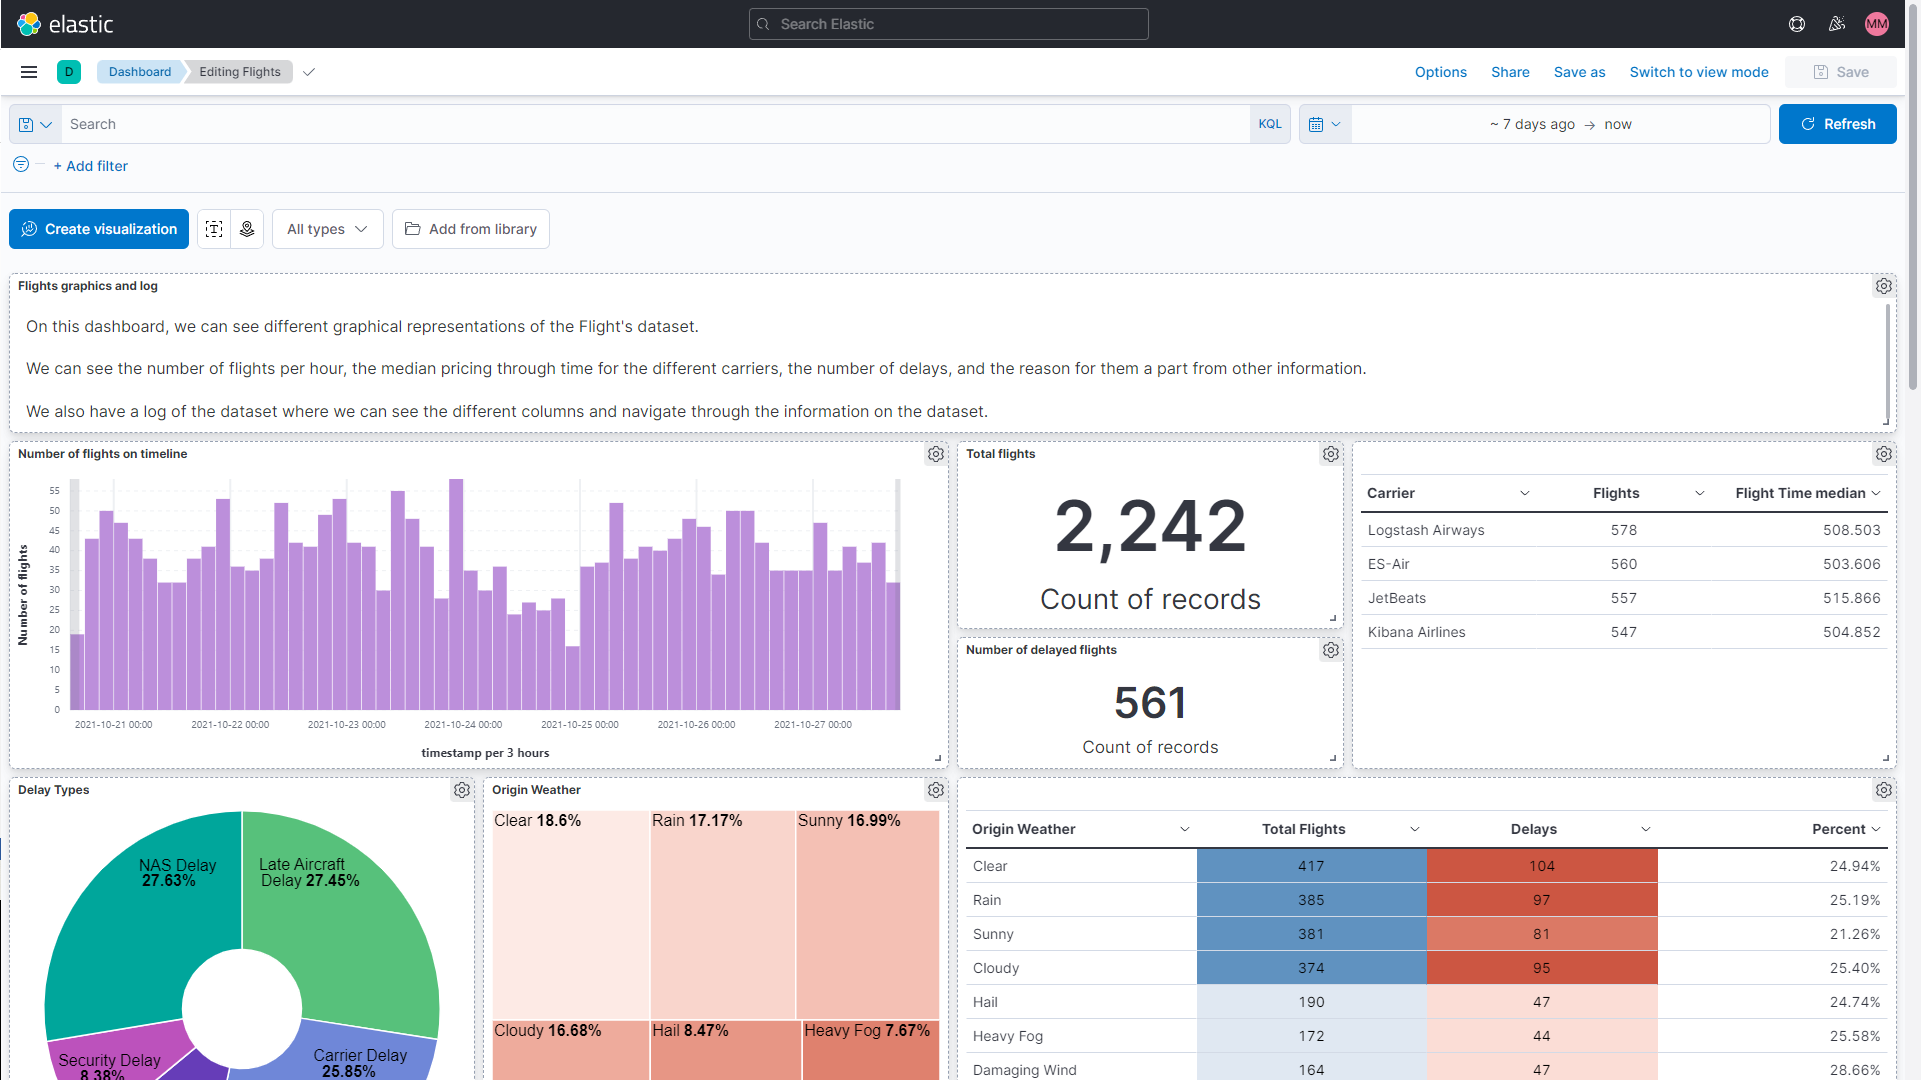 elastic
Search Elastic
MM
D
Dashboard
Editing Flights
Options
Share
Save as
Switch to view mode
Save
Search
KQL
~ 7 days ago → now
Refresh
+ Add filter
Create visualization
All types
Add from library
Flights graphics and log
On this dashboard, we can see different graphical representations of the Flight's dataset.
We can see the number of flights per hour, the median pricing through time for the different carriers, the number of delays, and the reason for them a part from other information.
We also have a log of the dataset where we can see the different columns and navigate through the information on the dataset.
Number of flights on timeline
Number of flights
55
50
45
40
35
30
25
20
15
10
5
0
2021-10-21 00:00
2021-10-22 00:00
2021-10-23 00:00
2021-10-24 00:00
2021-10-25 00:00
2021-10-26 00:00
2021-10-27 00:00
timestamp per 3 hours
Total flights
2,242
Count of records
Number of delayed flights
561
Count of records
Carrier Flights Flight Time median
Logstash Airways 578 508.503
ES-Air 560 503.606
JetBeats 557 515.866
Kibana Airlines 547 504.852
Delay Types
NAS Delay
27.63%
Late Aircraft
Delay 27.45%
Security Delay
8.38%
Carrier Delay
25.85%
Origin Weather
Clear 18.6%
Rain 17.17%
Sunny 16.99%
Cloudy 16.68%
Hail 8.47%
Heavy Fog 7.67%
Origin Weather Total Flights Delays Percent
Clear 417 104 24.94%
Rain 385 97 25.19%
Sunny 381 81 21.26%
Cloudy 374 95 25.40%
Hail 190 47 24.74%
Heavy Fog 172 44 25.58%
Damaging Wind 164 47 28.66%